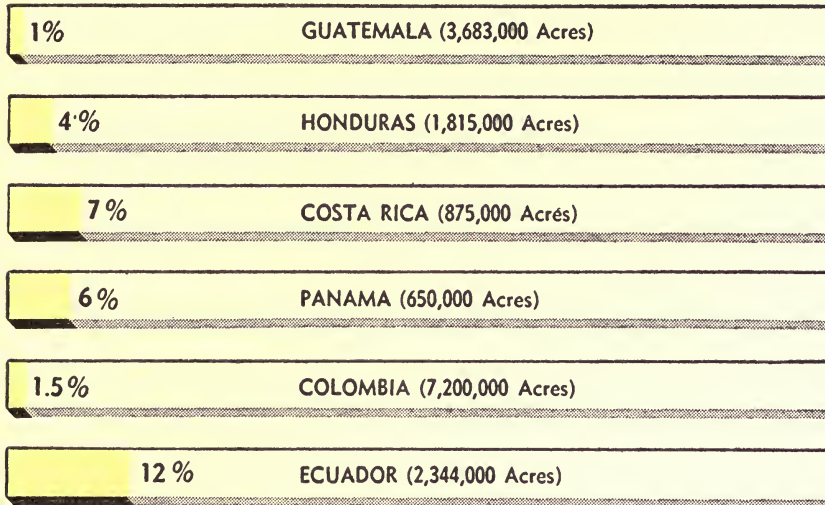 1% GUATEMALA (3,683,000 Acres)
4% HONDURAS (1,815,000 Acres)
7% COSTA RICA (875,000 Acres)
6% PANAMA (650,000 Acres)
1.5% COLOMBIA (7,200,000 Acres)
12% ECUADOR (2,344,000 Acres)